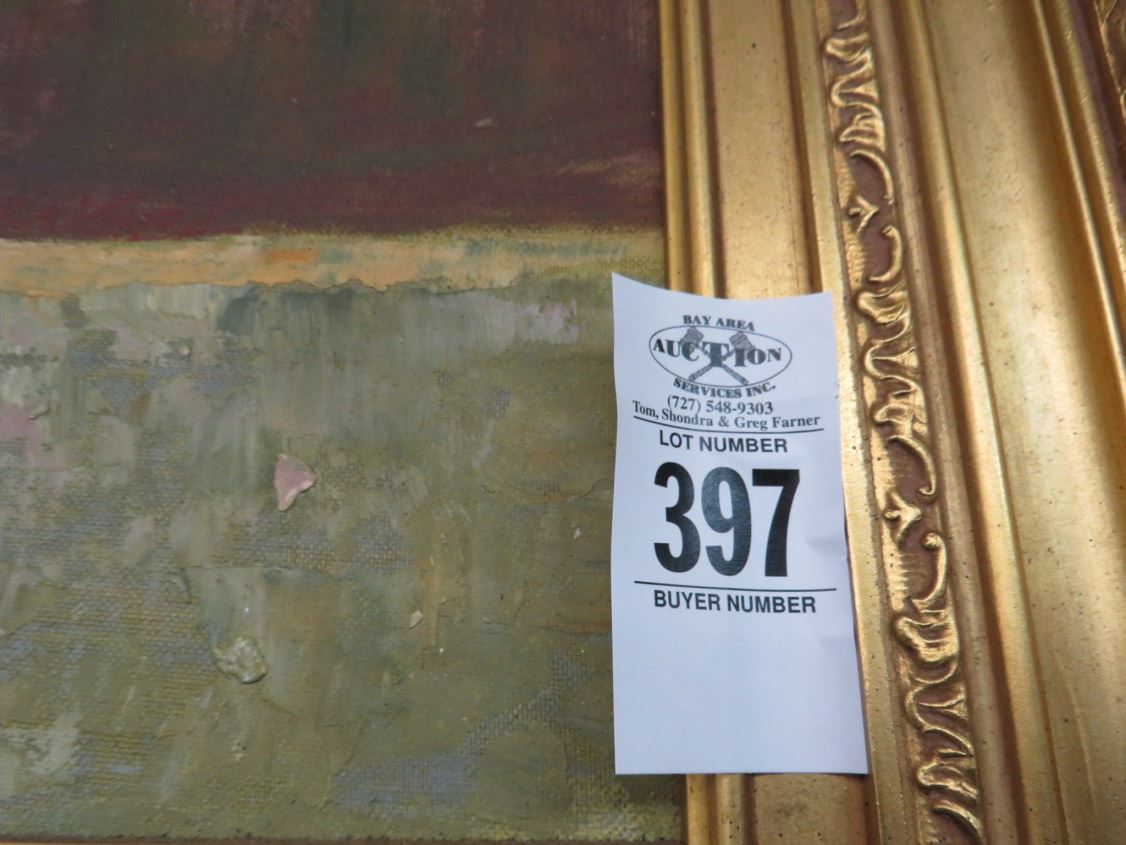 BAY AREA
AUCTION
SERVICES INC.
(727) 548-9303
Tom, Shondra & Greg Farner
LOT NUMBER
397
BUYER NUMBER